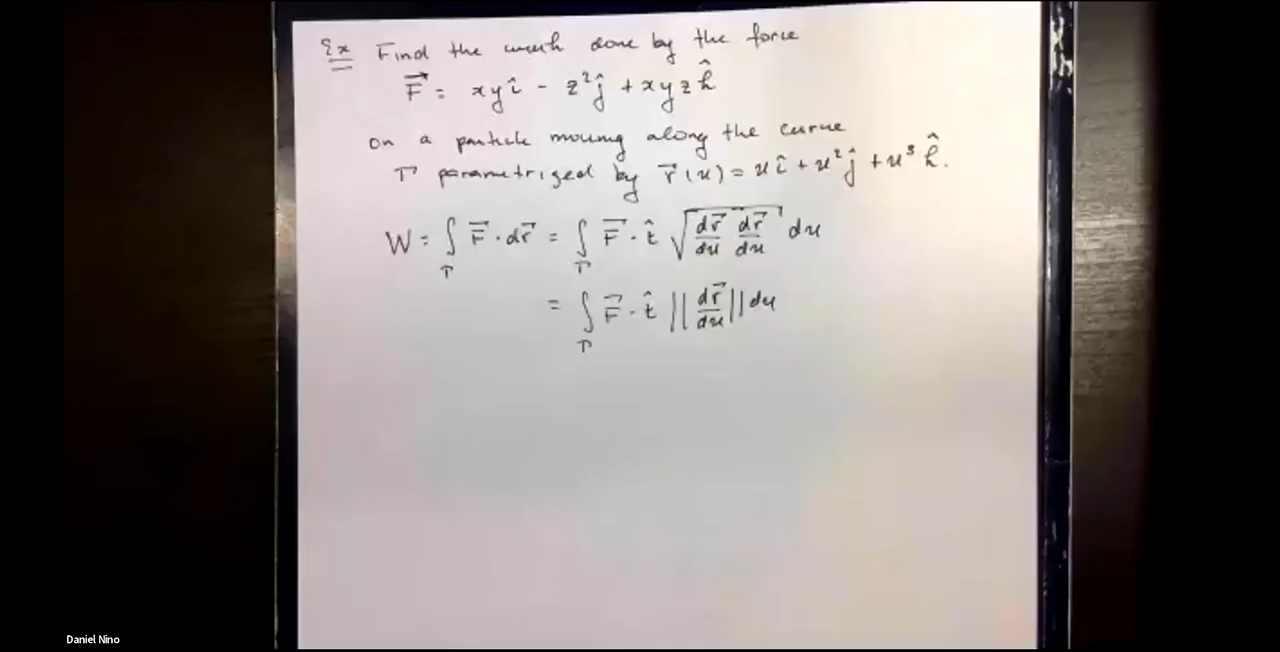 Ex Find the work done by the force
F⃗ = xy î - z² ĵ + xyz k̂
on a particle moving along the curve
Γ parametrized by r⃗(u) = u î + u² ĵ + u³ k̂.
W = ∫_Γ F⃗ · dr⃗ = ∫_Γ F⃗ · t̂ √(dr⃗/du dr⃗/du) du
= ∫_Γ F⃗ · t̂ ||dr⃗/du|| du
Daniel Nino